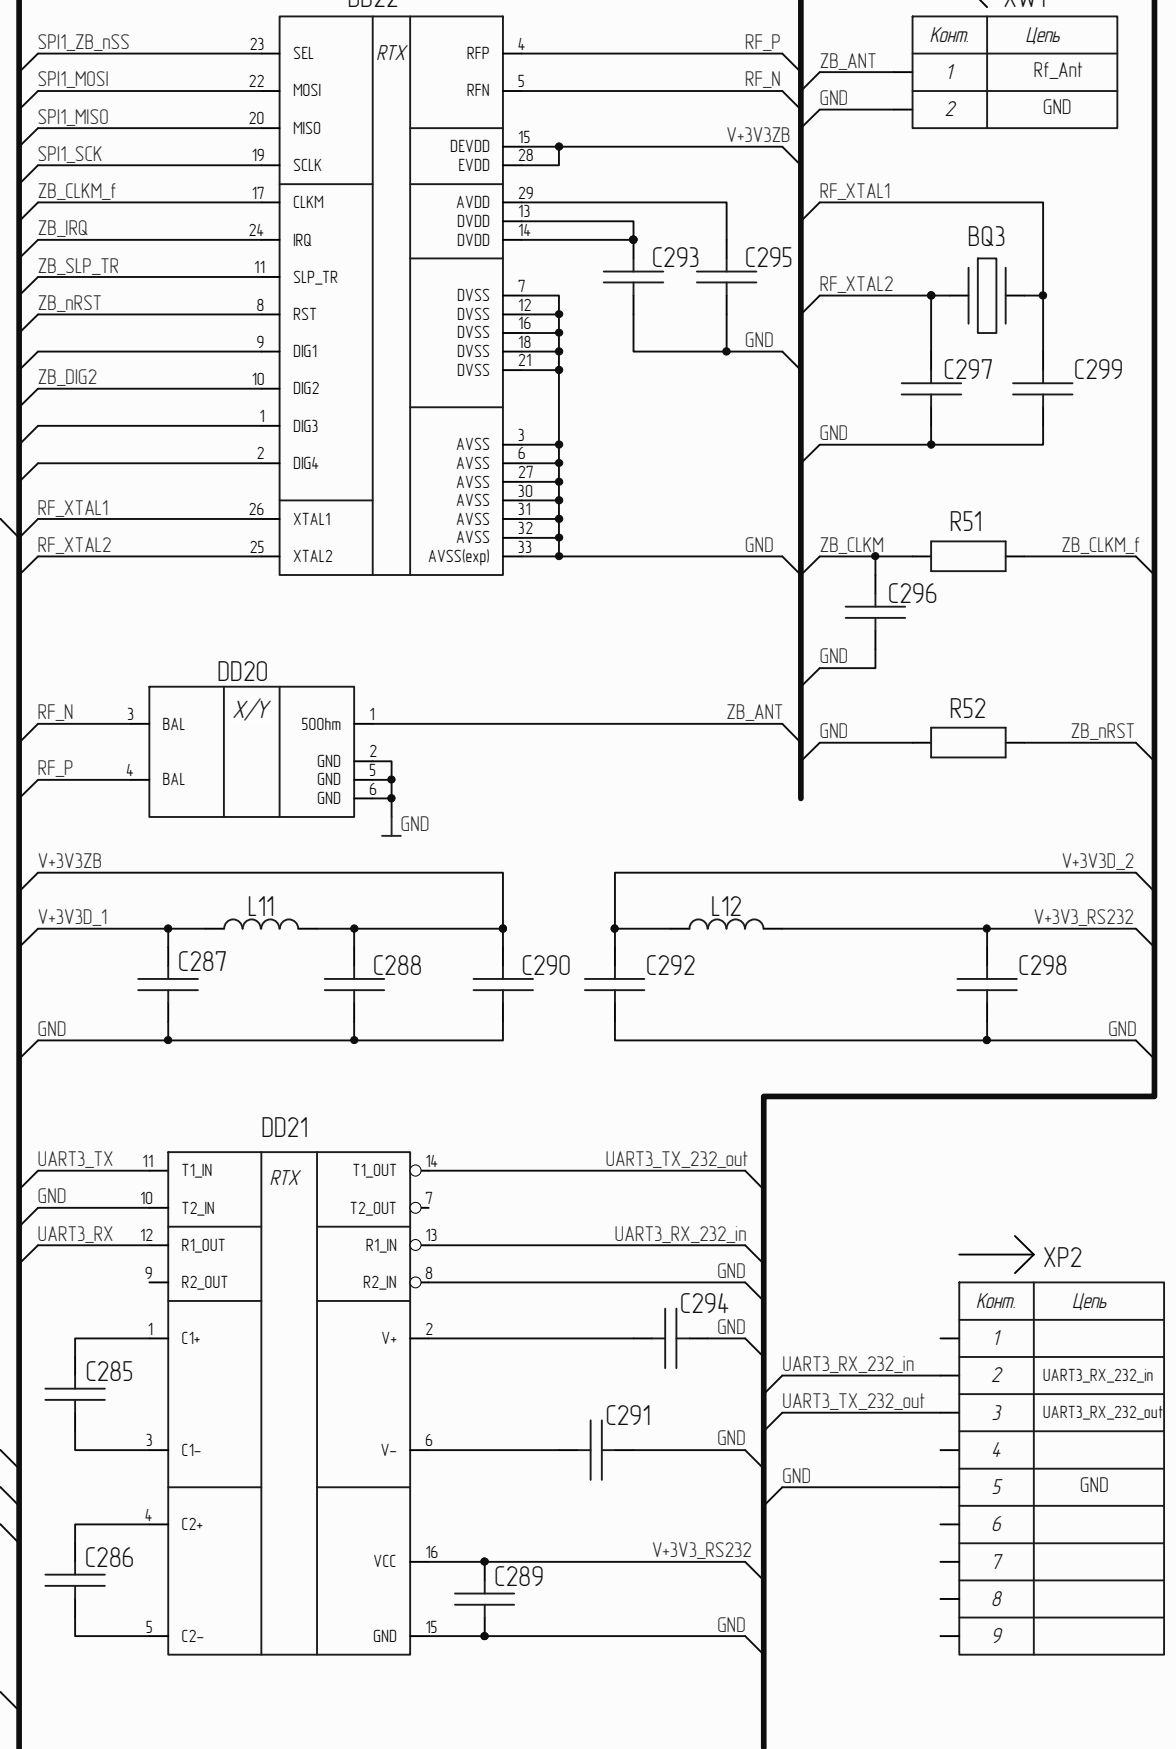 DD22
SPI1_ZB_nSS 23 SEL RTX RFP 4 RF_P
SPI1_MOSI 22 MOSI RFN 5 RF_N
SPI1_MISO 20 MISO
DEVDD 15 V+3V3ZB
SPI1_SCK 19 SCLK EVDD 28
ZB_CLKM_f 17 CLKM AVDD 29
DVDD 13
ZB_IRQ 24 IRQ DVDD 14
C293 C295
ZB_SLP_TR 11 SLP_TR
DVSS 7
ZB_nRST 8 RST DVSS 12
DVSS 16
9 DIG1 DVSS 18 GND
DVSS 21
ZB_DIG2 10 DIG2
1 DIG3
AVSS 3
2 DIG4 AVSS 6
AVSS 27
AVSS 30
RF_XTAL1 26 XTAL1 AVSS 31
AVSS 32
RF_XTAL2 25 XTAL2 AVSS(exp) 33 GND
XW1
Конт. Цепь
ZB_ANT 1 Rf_Ant
GND 2 GND
RF_XTAL1
BQ3
RF_XTAL2
C297 C299
GND
R51
ZB_CLKM ZB_CLKM_f
C296
GND
R52
GND ZB_nRST
DD20
RF_N 3 BAL X/Y 50Ohm 1 ZB_ANT
GND 2
RF_P 4 BAL GND 5
GND 6
GND
V+3V3ZB
L11
V+3V3D_1
C287 C288 C290
GND
V+3V3D_2
L12
V+3V3_RS232
C292 C298
GND
DD21
UART3_TX 11 T1_IN RTX T1_OUT 14 UART3_TX_232_out
GND 10 T2_IN T2_OUT 7
UART3_RX 12 R1_OUT R1_IN 13 UART3_RX_232_in
9 R2_OUT R2_IN 8 GND
C294
1 C1+ V+ 2 GND
C285
C291
3 C1- V- 6 GND
4 C2+
C286
VCC 16 V+3V3_RS232
C289
5 C2- GND 15 GND
XP2
Конт. Цепь
1
UART3_RX_232_in 2 UART3_RX_232_in
UART3_TX_232_out 3 UART3_RX_232_out
4
GND 5 GND
6
7
8
9